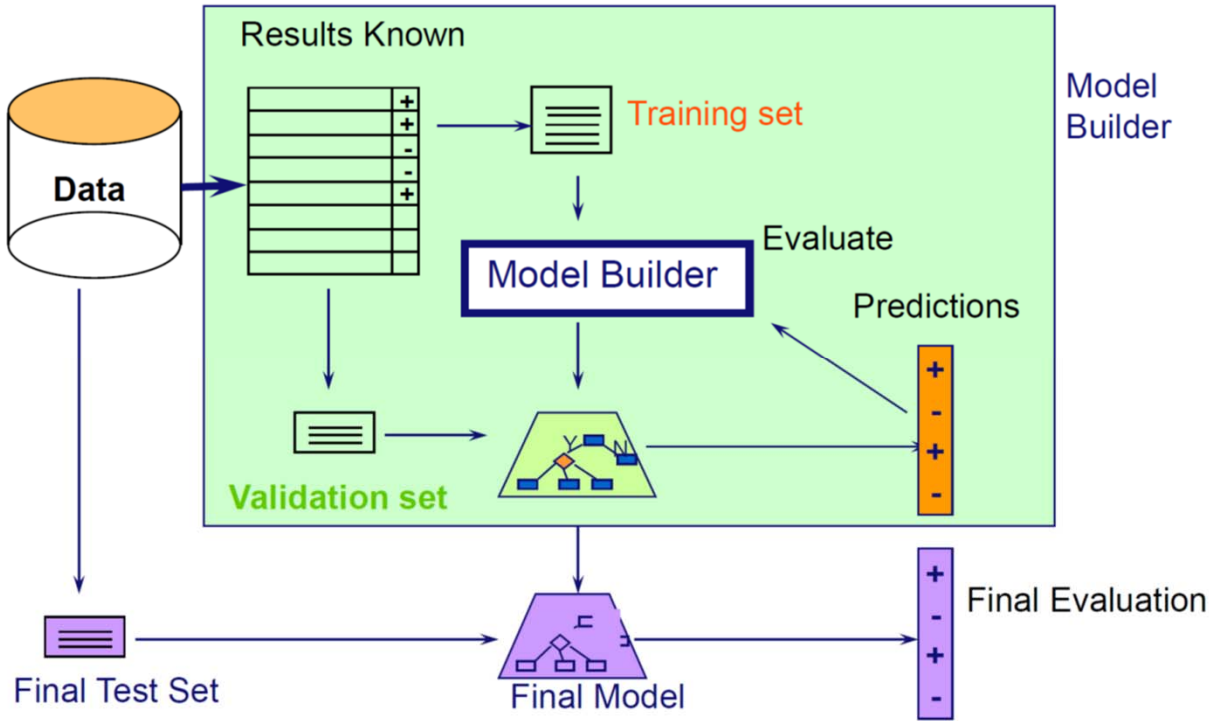 Results Known
Model
Builder
+
+
-
-
+
Training set
Data
Evaluate
Model Builder
Predictions
+
-
+
-
Y
N
Validation set
+
-
+
-
Final Evaluation
Final Test Set
Final Model